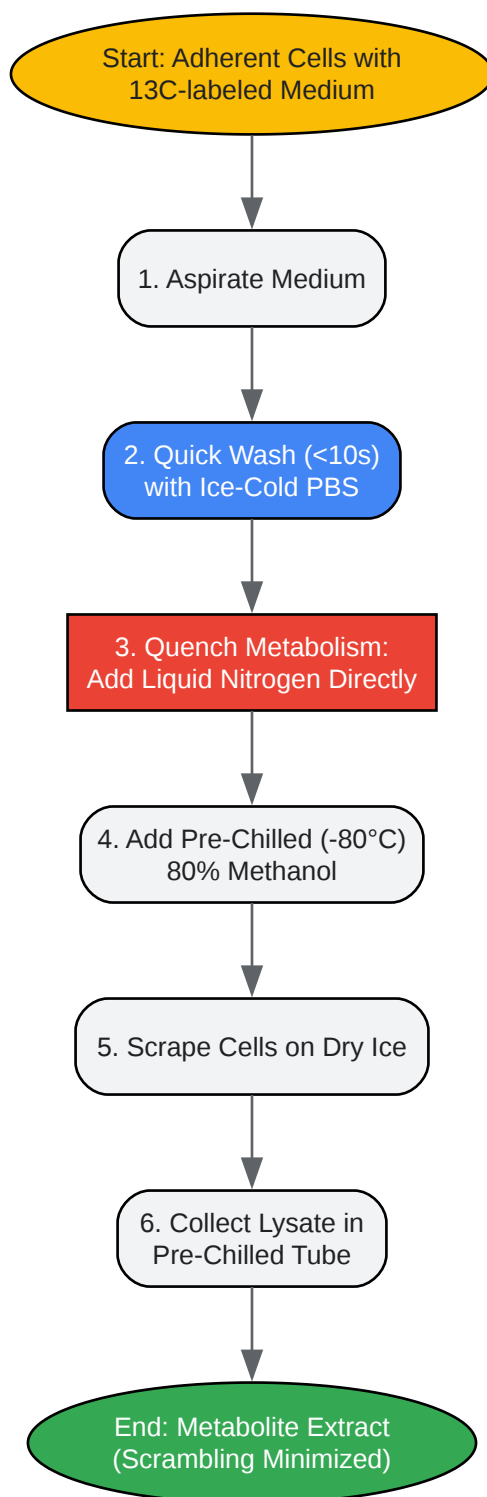 Start: Adherent Cells with
13C-labeled Medium
1. Aspirate Medium
2. Quick Wash (<10s)
with Ice-Cold PBS
3. Quench Metabolism:
Add Liquid Nitrogen Directly
4. Add Pre-Chilled (-80°C)
80% Methanol
5. Scrape Cells on Dry Ice
6. Collect Lysate in
Pre-Chilled Tube
End: Metabolite Extract
(Scrambling Minimized)